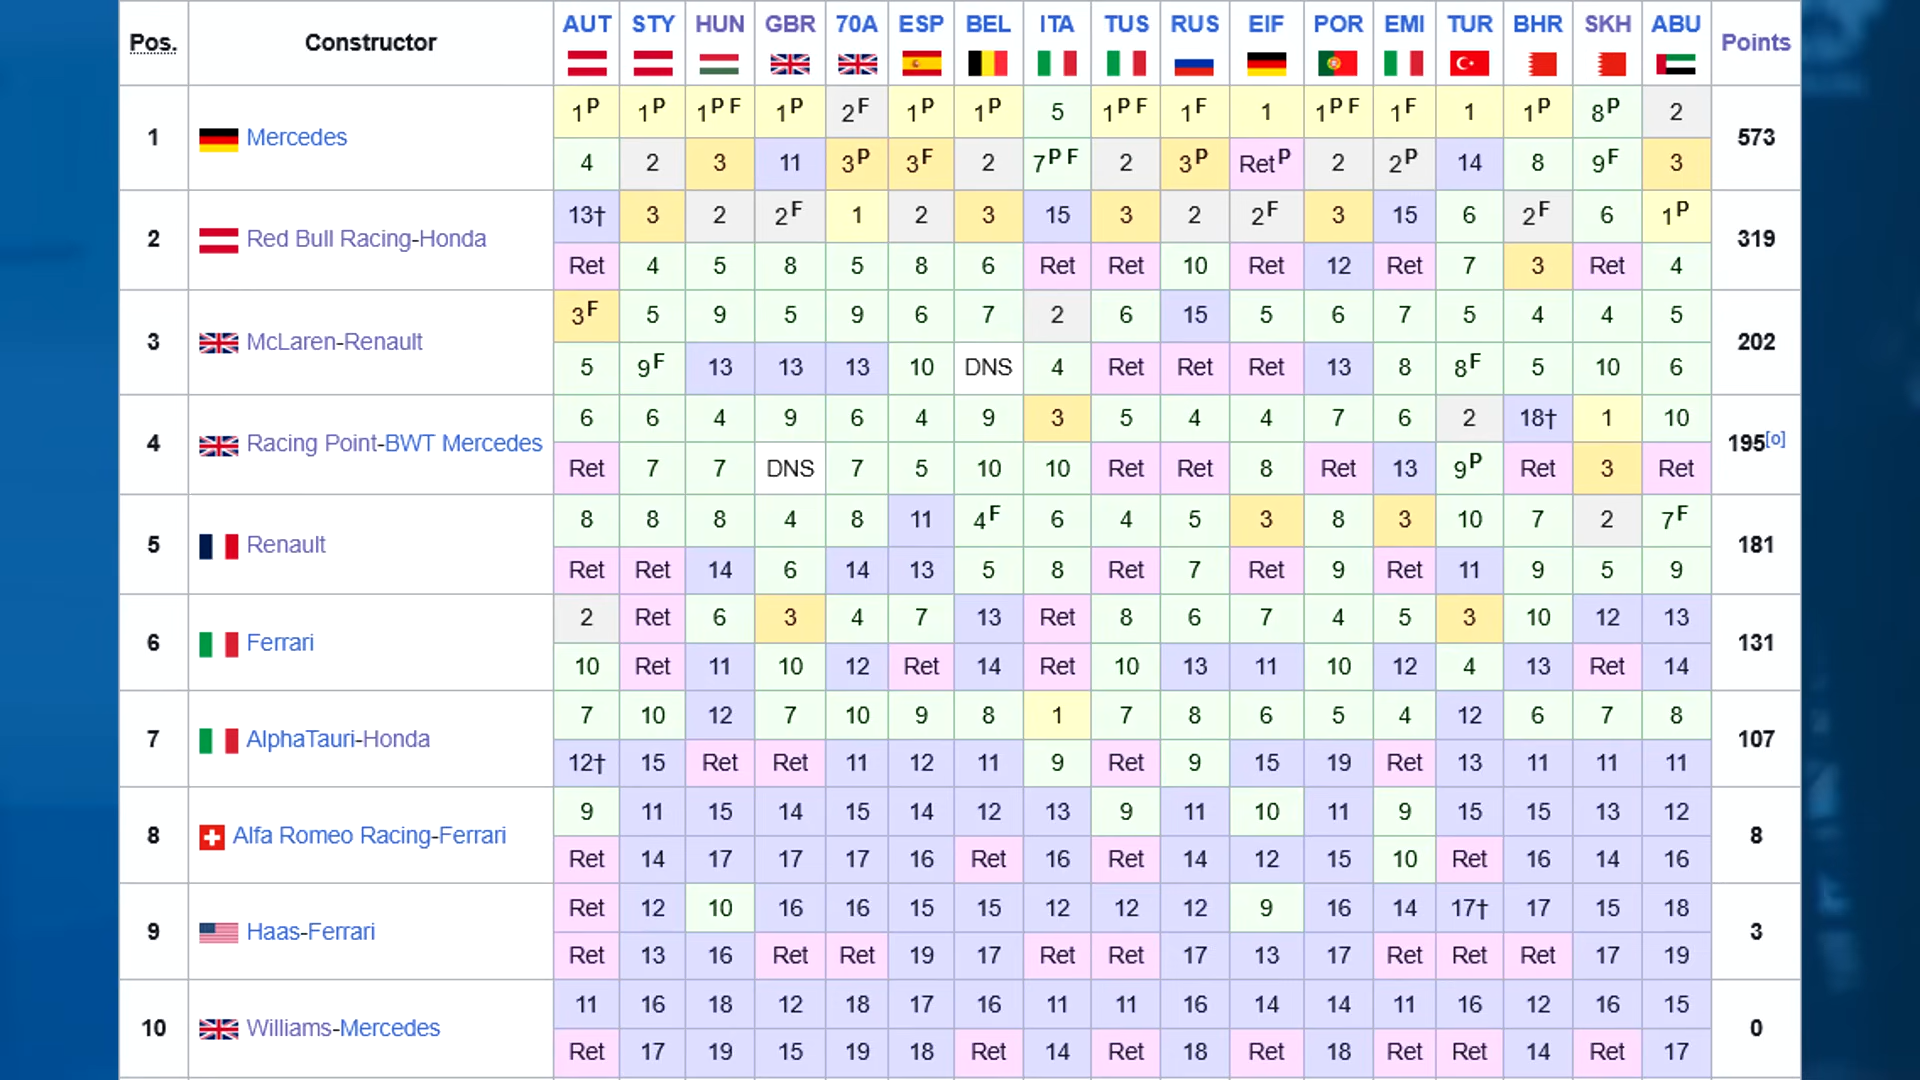 Pos. Constructor AUT STY HUN GBR 70A ESP BEL ITA TUS RUS EIF POR EMI TUR BHR SKH ABU Points
1 Mercedes 573
1P 1P 1P F 1P 2F 1P 1P 5 1P F 1F 1 1P F 1F 1 1P 8P 2
4 2 3 11 3P 3F 2 7P F 2 3P RetP 2 2P 14 8 9F 3
2 Red Bull Racing-Honda 319
13† 3 2 2F 1 2 3 15 3 2 2F 3 15 6 2F 6 1P
Ret 4 5 8 5 8 6 Ret Ret 10 Ret 12 Ret 7 3 Ret 4
3 McLaren-Renault 202
3F 5 9 5 9 6 7 2 6 15 5 6 7 5 4 4 5
5 9F 13 13 13 10 DNS 4 Ret Ret Ret 13 8 8F 5 10 6
4 Racing Point-BWT Mercedes 195[o]
6 6 4 9 6 4 9 3 5 4 4 7 6 2 18† 1 10
Ret 7 7 DNS 7 5 10 10 Ret Ret 8 Ret 13 9P Ret 3 Ret
5 Renault 181
8 8 8 4 8 11 4F 6 4 5 3 8 3 10 7 2 7F
Ret Ret 14 6 14 13 5 8 Ret 7 Ret 9 Ret 11 9 5 9
6 Ferrari 131
2 Ret 6 3 4 7 13 Ret 8 6 7 4 5 3 10 12 13
10 Ret 11 10 12 Ret 14 Ret 10 13 11 10 12 4 13 Ret 14
7 AlphaTauri-Honda 107
7 10 12 7 10 9 8 1 7 8 6 5 4 12 6 7 8
12† 15 Ret Ret 11 12 11 9 Ret 9 15 19 Ret 13 11 11 11
8 Alfa Romeo Racing-Ferrari 8
9 11 15 14 15 14 12 13 9 11 10 11 9 15 15 13 12
Ret 14 17 17 17 16 Ret 16 Ret 14 12 15 10 Ret 16 14 16
9 Haas-Ferrari 3
Ret 12 10 16 16 15 15 12 12 12 9 16 14 17† 17 15 18
Ret 13 16 Ret Ret 19 17 Ret Ret 17 13 17 Ret Ret Ret 17 19
10 Williams-Mercedes 0
11 16 18 12 18 17 16 11 11 16 14 14 11 16 12 16 15
Ret 17 19 15 19 18 Ret 14 Ret 18 Ret 18 Ret Ret 14 Ret 17